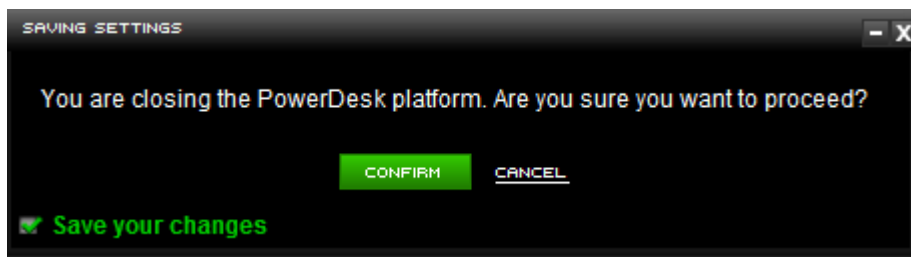 SAVING SETTINGS
You are closing the PowerDesk platform. Are you sure you want to proceed?
CONFIRM CANCEL
Save your changes